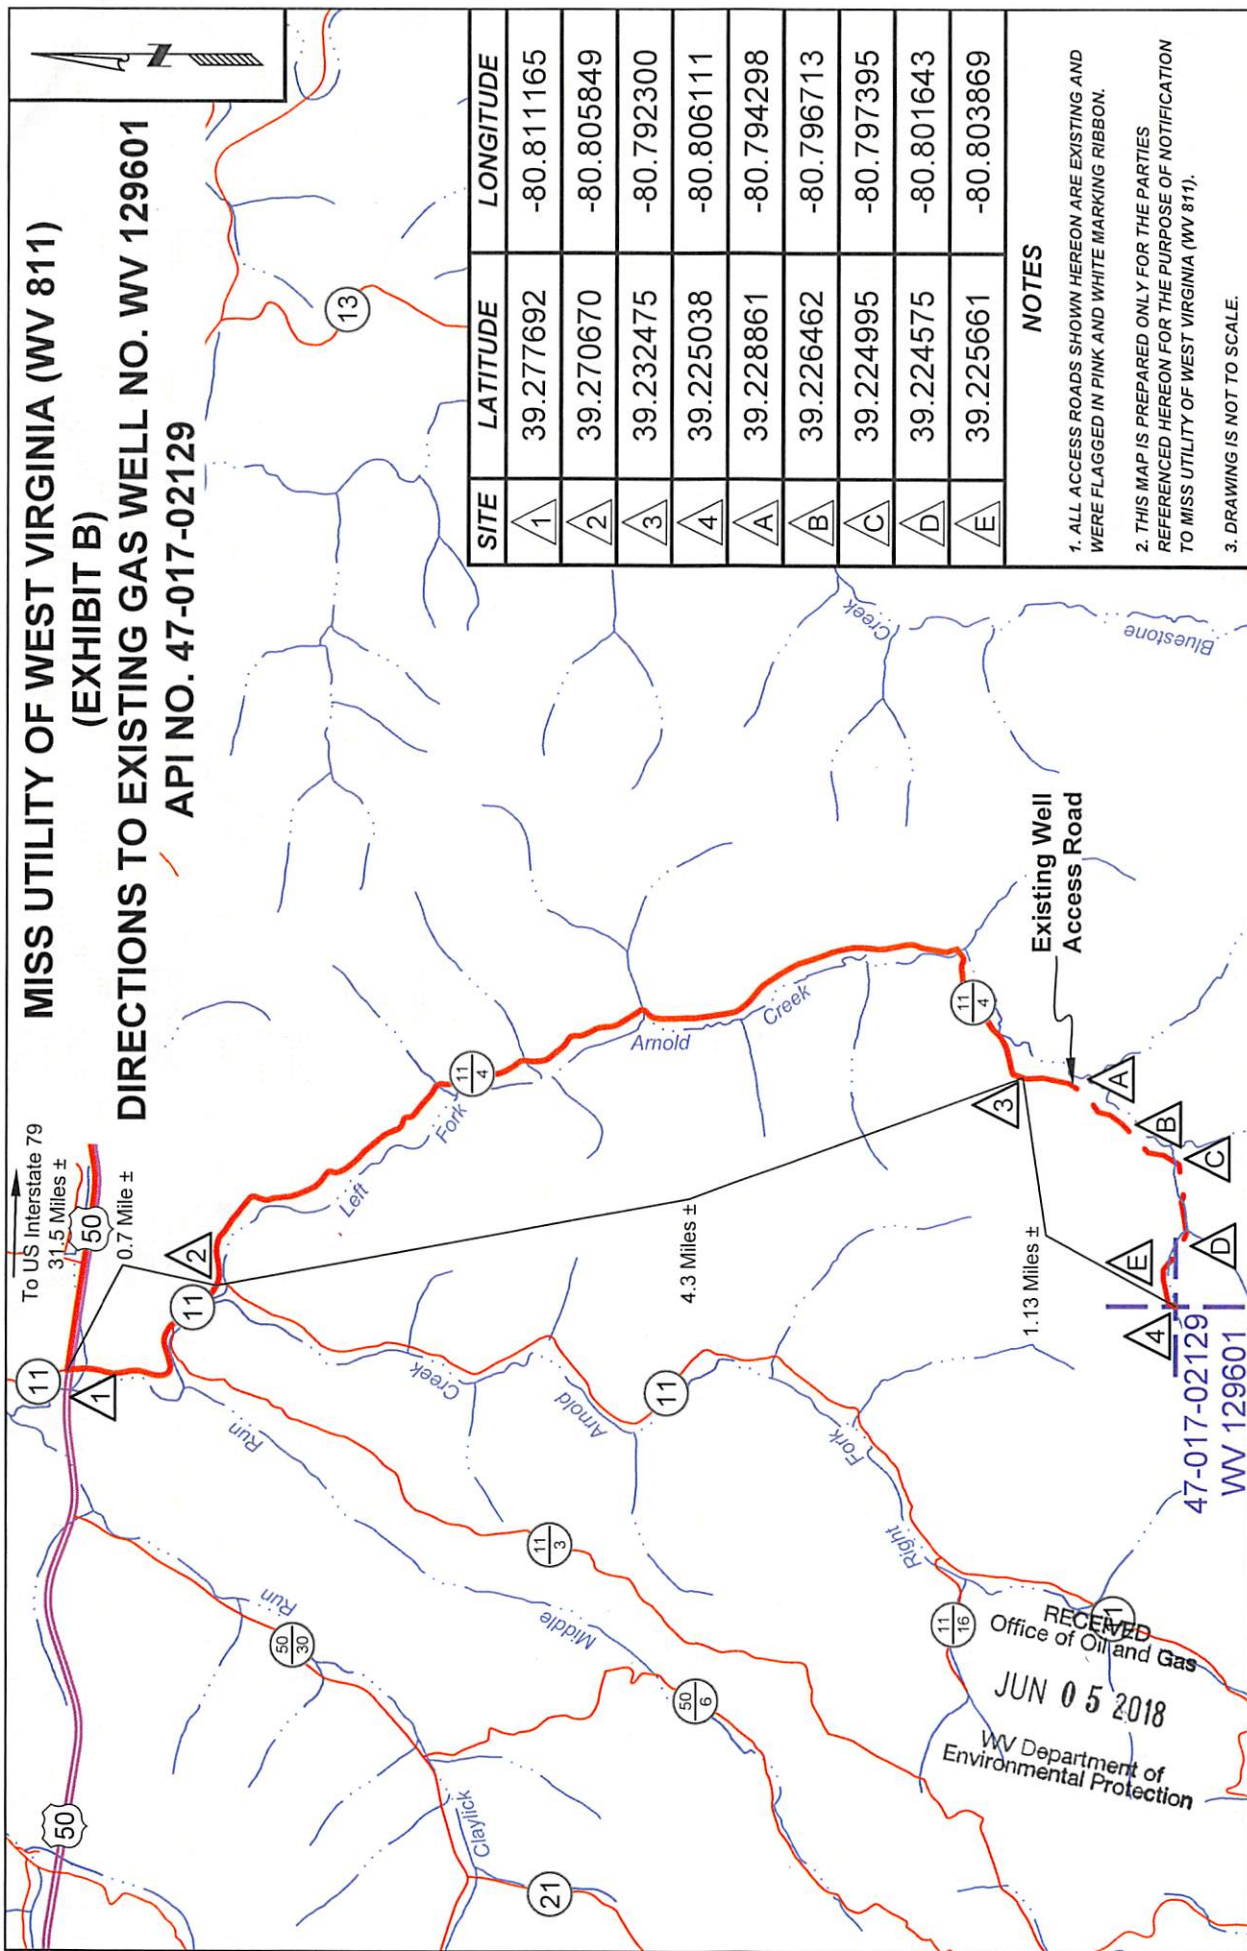 MISS UTILITY OF WEST VIRGINIA (WV 811)
(EXHIBIT B)
DIRECTIONS TO EXISTING GAS WELL NO. WV 129601
API NO. 47-017-02129
N
To US Interstate 79
31.5 Miles ±
50
0.7 Mile ±
11
1
50
2
11
13
SITE LATITUDE LONGITUDE
1 39.277692 -80.811165
2 39.270670 -80.805849
3 39.232475 -80.792300
4 39.225038 -80.806111
A 39.228861 -80.794298
B 39.226462 -80.796713
C 39.224995 -80.797395
D 39.224575 -80.801643
E 39.225661 -80.803869
NOTES
1. ALL ACCESS ROADS SHOWN HEREON ARE EXISTING AND
WERE FLAGGED IN PINK AND WHITE MARKING RIBBON.
2. THIS MAP IS PREPARED ONLY FOR THE PARTIES
REFERENCED HEREON FOR THE PURPOSE OF NOTIFICATION
TO MISS UTILITY OF WEST VIRGINIA (WV 811).
3. DRAWING IS NOT TO SCALE.
Left
Fork
11
4
Arnold
Creek
11
4
Creek
Bluestone
Existing Well
Access Road
Run
50
30
Run
Creek
Arnold
11
11
3
Middle
50
6
Claylick
21
4.3 Miles ±
Fork
Right
11
16
1.13 Miles ±
3
A
B
C
D
E
4
47-017-02129
WV 129601
RECEIVED
Office of Oil and Gas
JUN 05 2018
WV Department of
Environmental Protection